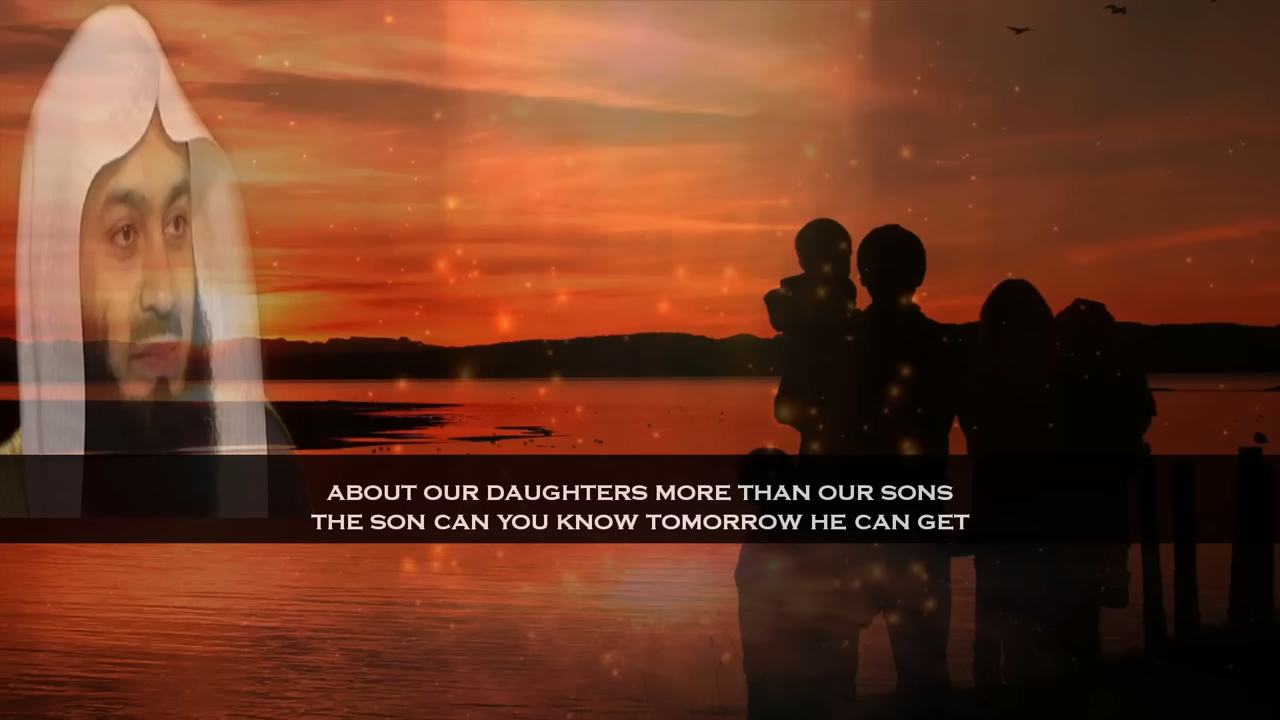 ABOUT OUR DAUGHTERS MORE THAN OUR SONS
THE SON CAN YOU KNOW TOMORROW HE CAN GET